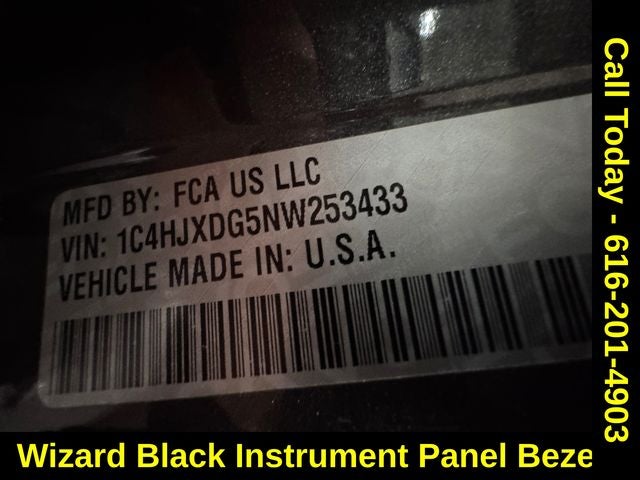 MFD BY: FCA US LLC
VIN: 1C4HJXDG5NW253433
VEHICLE MADE IN: U.S.A.
Call Today - 616-201-4903
Wizard Black Instrument Panel Beze